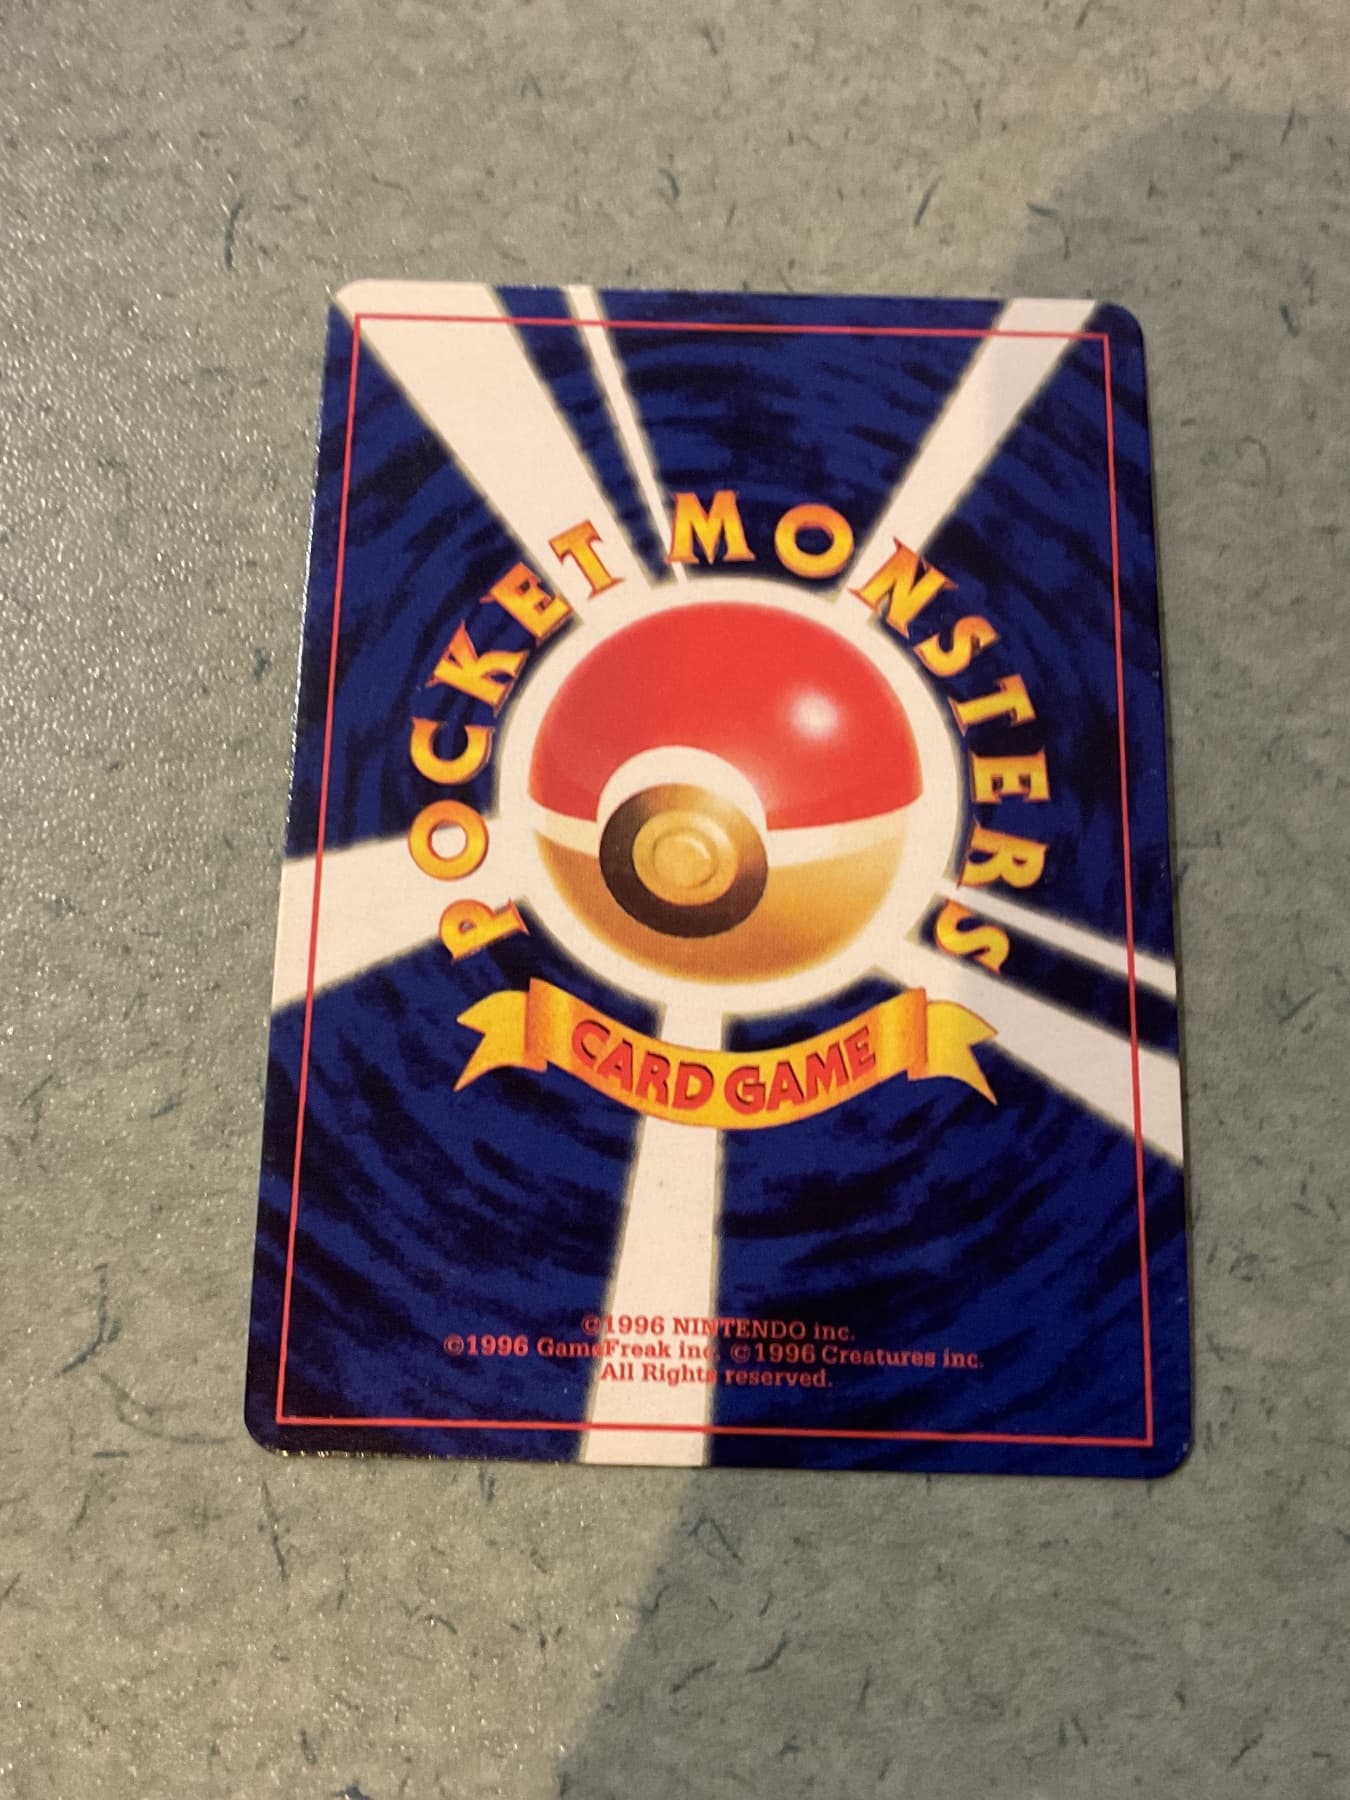 POCKET MONSTERS
CARD GAME
©1996 NINTENDO inc.
©1996 GameFreak inc. ©1996 Creatures inc.
All Rights reserved.